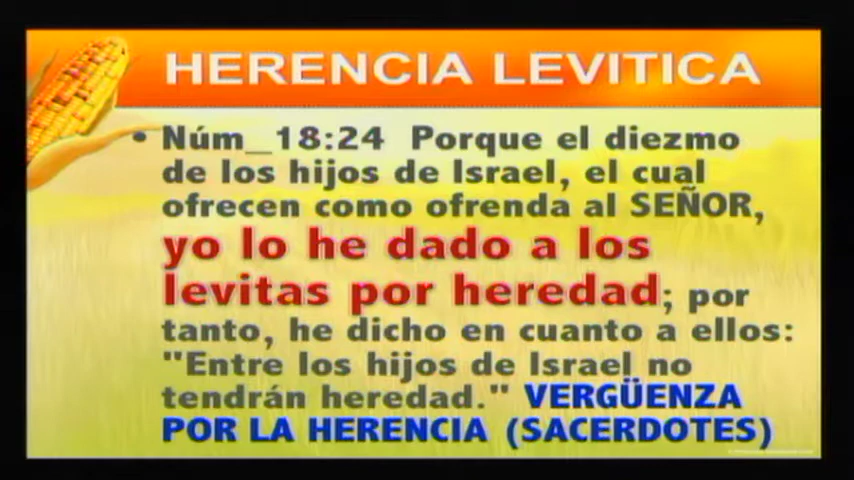 HERENCIA LEVITICA
• Núm_18:24 Porque el diezmo
de los hijos de Israel, el cual
ofrecen como ofrenda al SEÑOR,
yo lo he dado a los
levitas por heredad; por
tanto, he dicho en cuanto a ellos:
"Entre los hijos de Israel no
tendrán heredad." VERGÜENZA
POR LA HERENCIA (SACERDOTES)